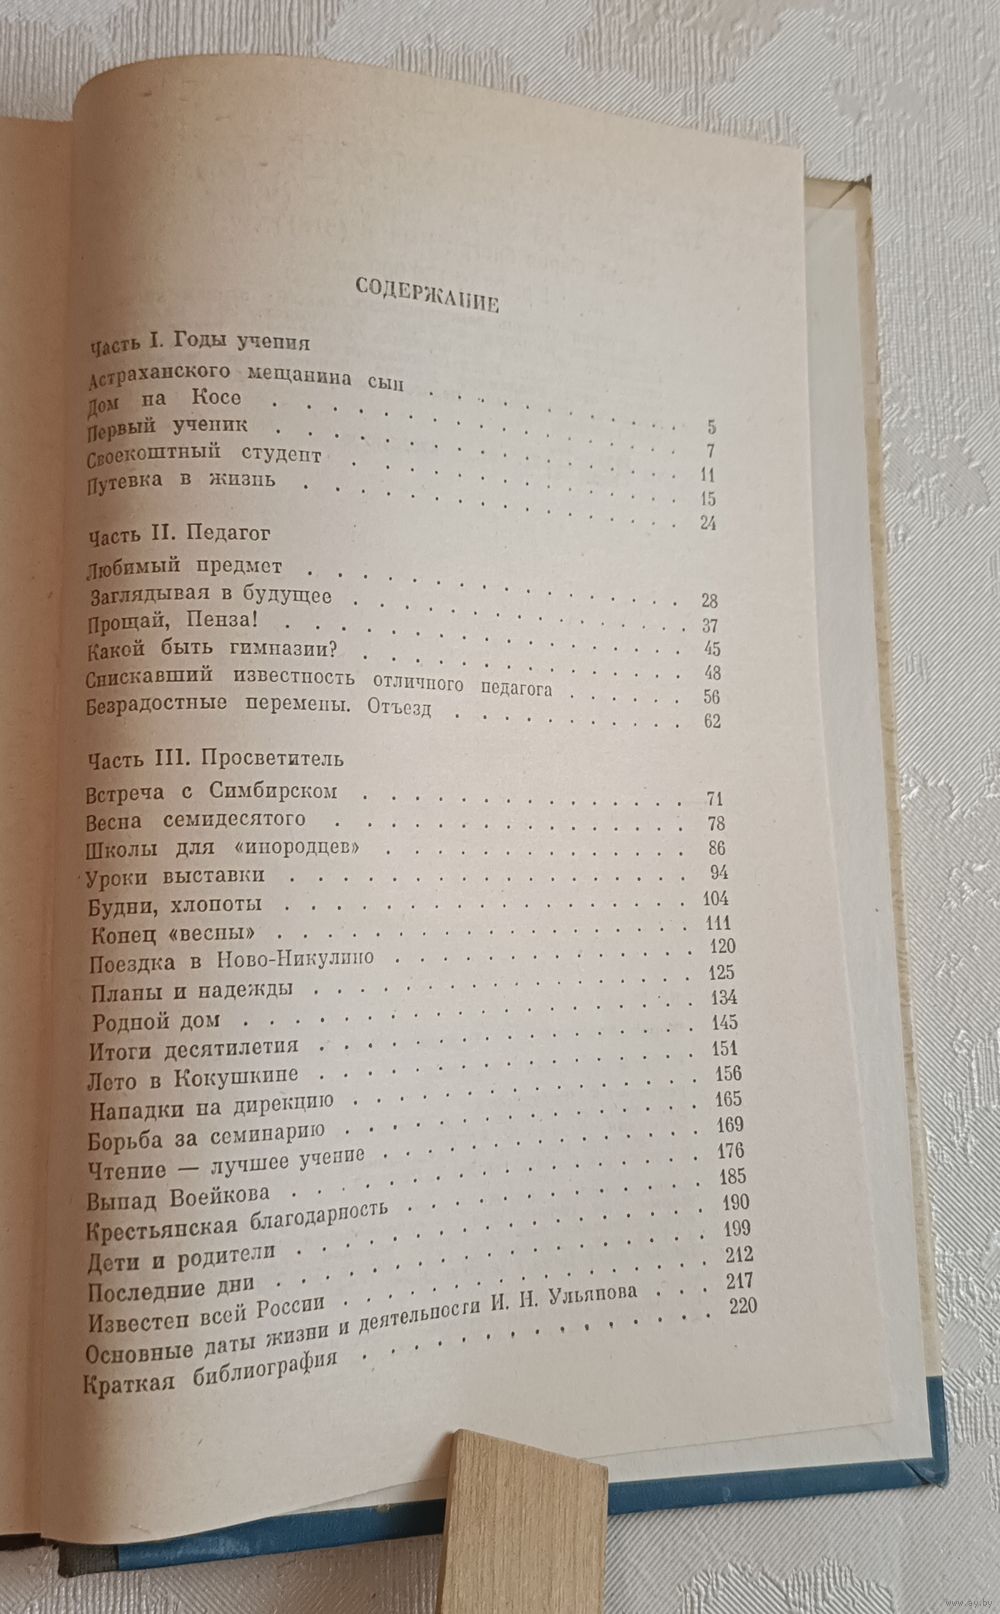 СОДЕРЖАНИЕ
Часть I. Годы учения
Астраханского мещанина сын . . . . . . . . . . 5
Дом на Косе . . . . . . . . . . . . . . 7
Первый ученик . . . . . . . . . . . . . . 11
Своекоштный студент . . . . . . . . . . . . 15
Путевка в жизнь . . . . . . . . . . . . . 24
Часть II. Педагог
Любимый предмет . . . . . . . . . . . . . 28
Заглядывая в будущее . . . . . . . . . . . . 37
Прощай, Пенза! . . . . . . . . . . . . . . 45
Какой быть гимназии? . . . . . . . . . . . 48
Снискавший известность отличного педагога . . . . . 56
Безрадостные перемены. Отъезд . . . . . . . . . 62
Часть III. Просветитель
Встреча с Симбирском . . . . . . . . . . . . 71
Весна семидесятого . . . . . . . . . . . . 78
Школы для «инородцев» . . . . . . . . . . . 86
Уроки выставки . . . . . . . . . . . . . . 94
Будни, хлопоты . . . . . . . . . . . . . . 104
Конец «весны» . . . . . . . . . . . . . . 111
Поездка в Ново-Никулино . . . . . . . . . . . 120
Планы и надежды . . . . . . . . . . . . . 125
Родной дом . . . . . . . . . . . . . . . 134
Итоги десятилетия . . . . . . . . . . . . . 145
Лето в Кокушкине . . . . . . . . . . . . . 151
Нападки на дирекцию . . . . . . . . . . . . 156
Борьба за семинарию . . . . . . . . . . . . 165
Чтение — лучшее учение . . . . . . . . . . . 169
Выпад Воейкова . . . . . . . . . . . . . . 176
Крестьянская благодарность . . . . . . . . . . 185
Дети и родители . . . . . . . . . . . . . . 190
Последние дни . . . . . . . . . . . . . . 199
Известен всей России . . . . . . . . . . . . 212
Основные даты жизни и деятельности И. Н. Ульянова . . . 217
Краткая библиография . . . . . . . . . . . . 220
www.ay.by